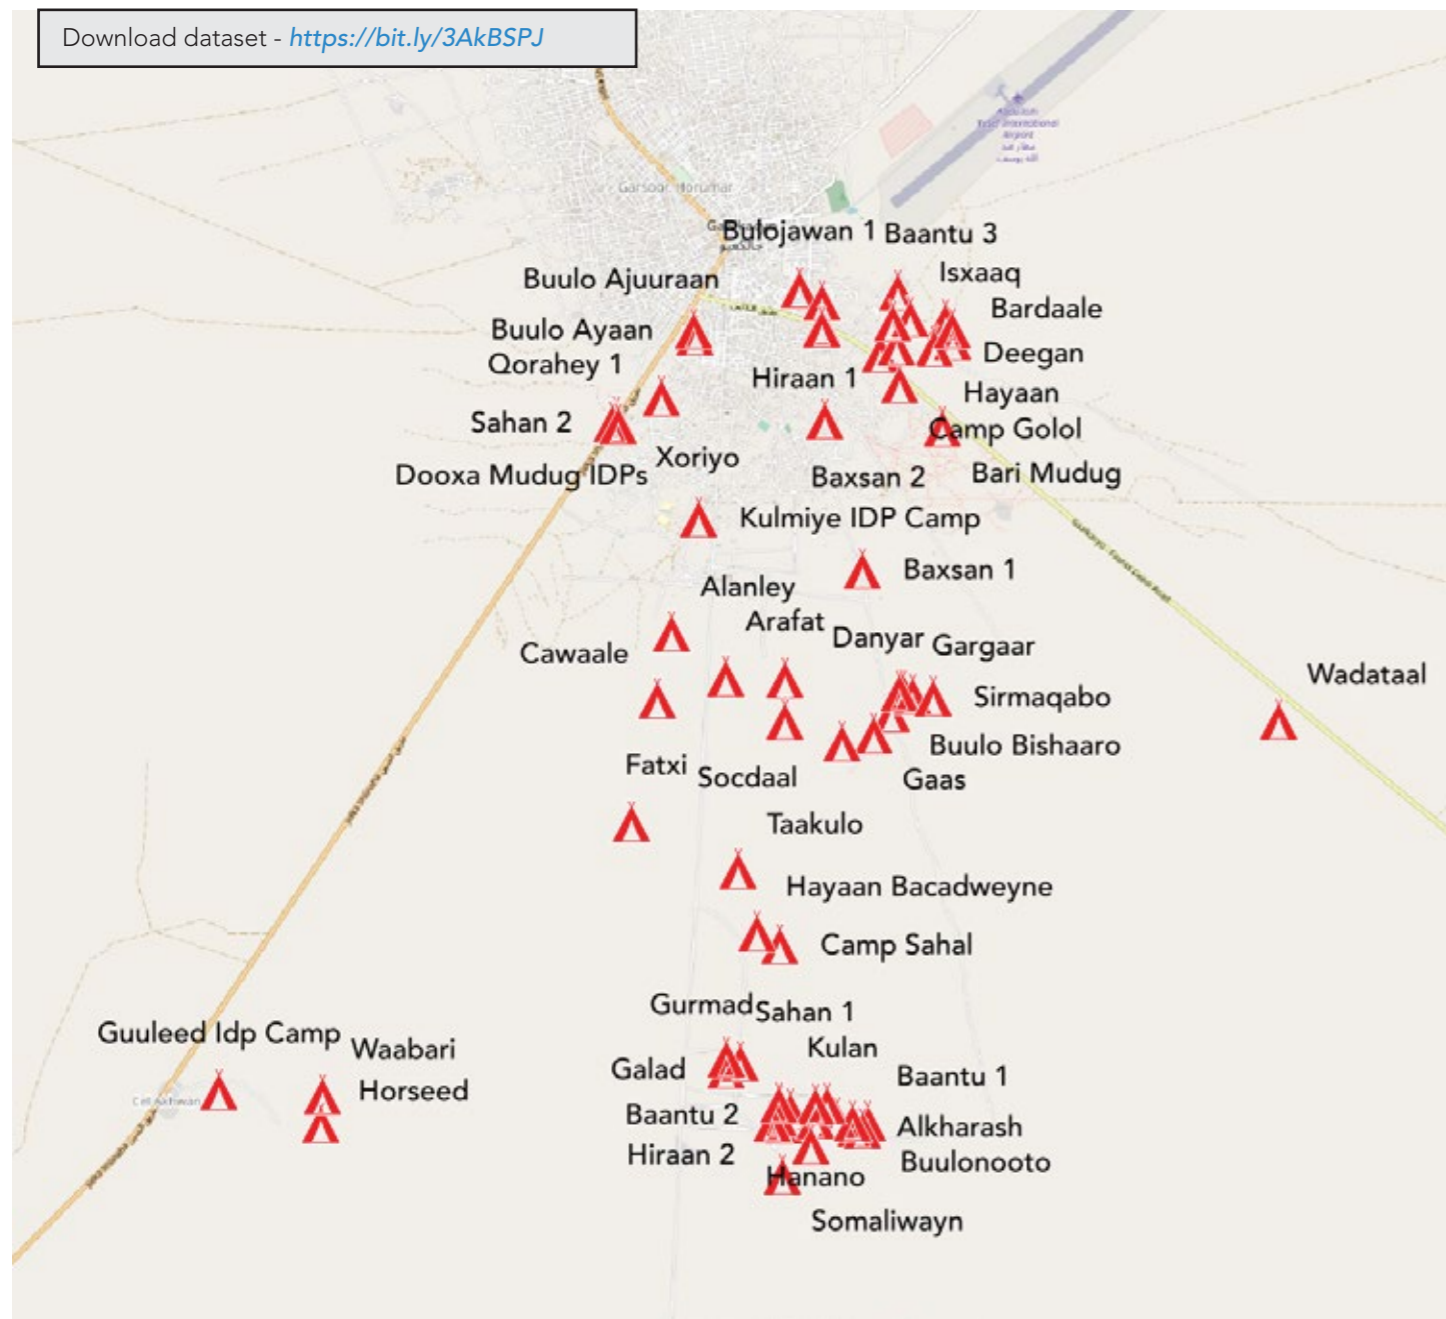 Download dataset - https://bit.ly/3AkBSPJ
Garsoor Horumar
Bulojawan 1
Baantu 3
Buulo Ajuuraan
Isxaaq
Bardaale
Buulo Ayaan
Deegan
Qorahey 1
Hiraan 1
Hayaan
Sahan 2
Camp Golol
Xoriyo
Dooxa Mudug IDPs
Baxsan 2
Bari Mudug
Kulmiye IDP Camp
Baxsan 1
Alanley
Arafat
Danyar
Gargaar
Cawaale
Wadataal
Sirmaqabo
Buulo Bishaaro
Fatxi
Socdaal
Gaas
Taakulo
Hayaan Bacadweyne
Camp Sahal
Gurmad
Sahan 1
Guuleed Idp Camp
Waabari
Kulan
Galad
Baantu 1
Horseed
Baantu 2
Alkharash
Hiraan 2
Buulonooto
Hanano
Somaliwayn